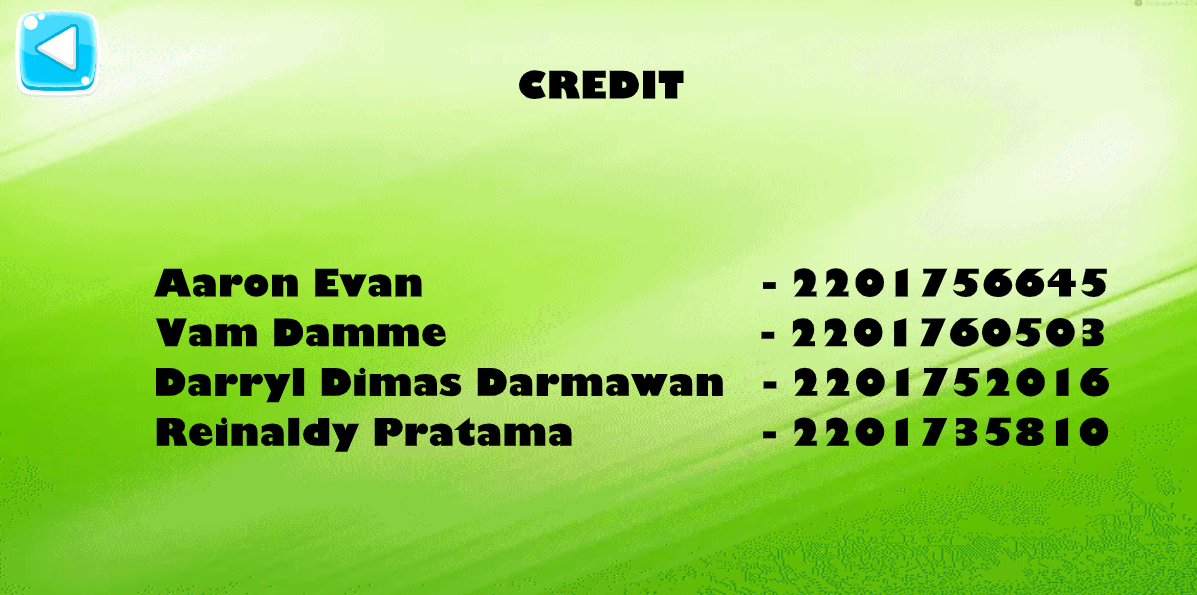 CREDIT
Aaron Evan - 2201756645
Vam Damme - 2201760503
Darryl Dimas Darmawan - 2201752016
Reinaldy Pratama - 2201735810